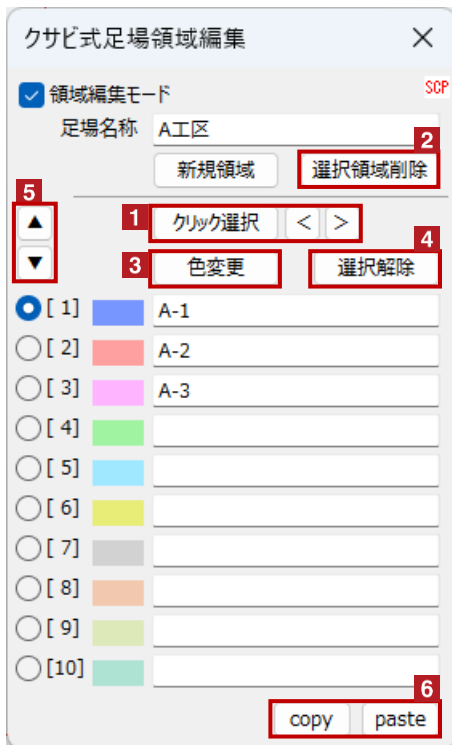 クサビ式足場領域編集
領域編集モード
SCP
足場名称 A工区
2
新規領域 選択領域削除
5
▲ 1 クリック選択 < >
4
▼ 3 色変更 選択解除
[ 1] A-1
[ 2] A-2
[ 3] A-3
[ 4]
[ 5]
[ 6]
[ 7]
[ 8]
[ 9]
[10]
6
copy paste